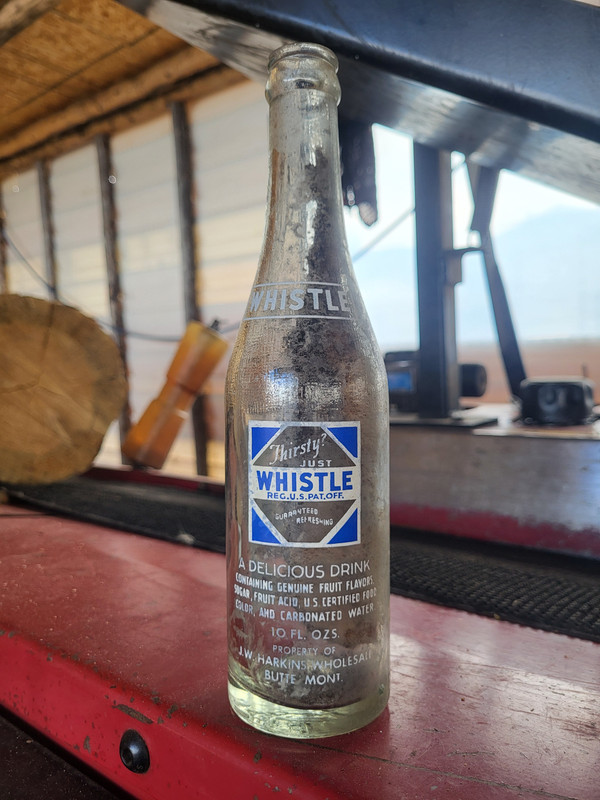 WHISTLE
Thirsty?
JUST
WHISTLE
REG.U.S.PAT.OFF.
GUARANTEED
REFRESHING
A DELICIOUS DRINK
CONTAINING GENUINE FRUIT FLAVORS,
SUGAR, FRUIT ACID, U.S. CERTIFIED FOOD
COLOR, AND CARBONATED WATER.
10 FL. OZS.
PROPERTY OF
J.W. HARKINS WHOLESALE
BUTTE MONT.